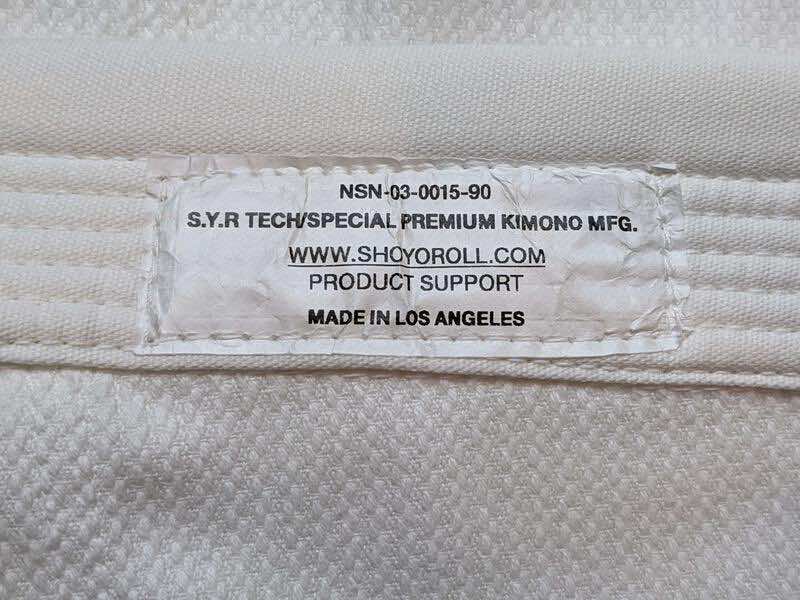 NSN-03-0015-90
S.Y.R TECH/SPECIAL PREMIUM KIMONO MFG.
WWW.SHOYOROLL.COM
PRODUCT SUPPORT
MADE IN LOS ANGELES